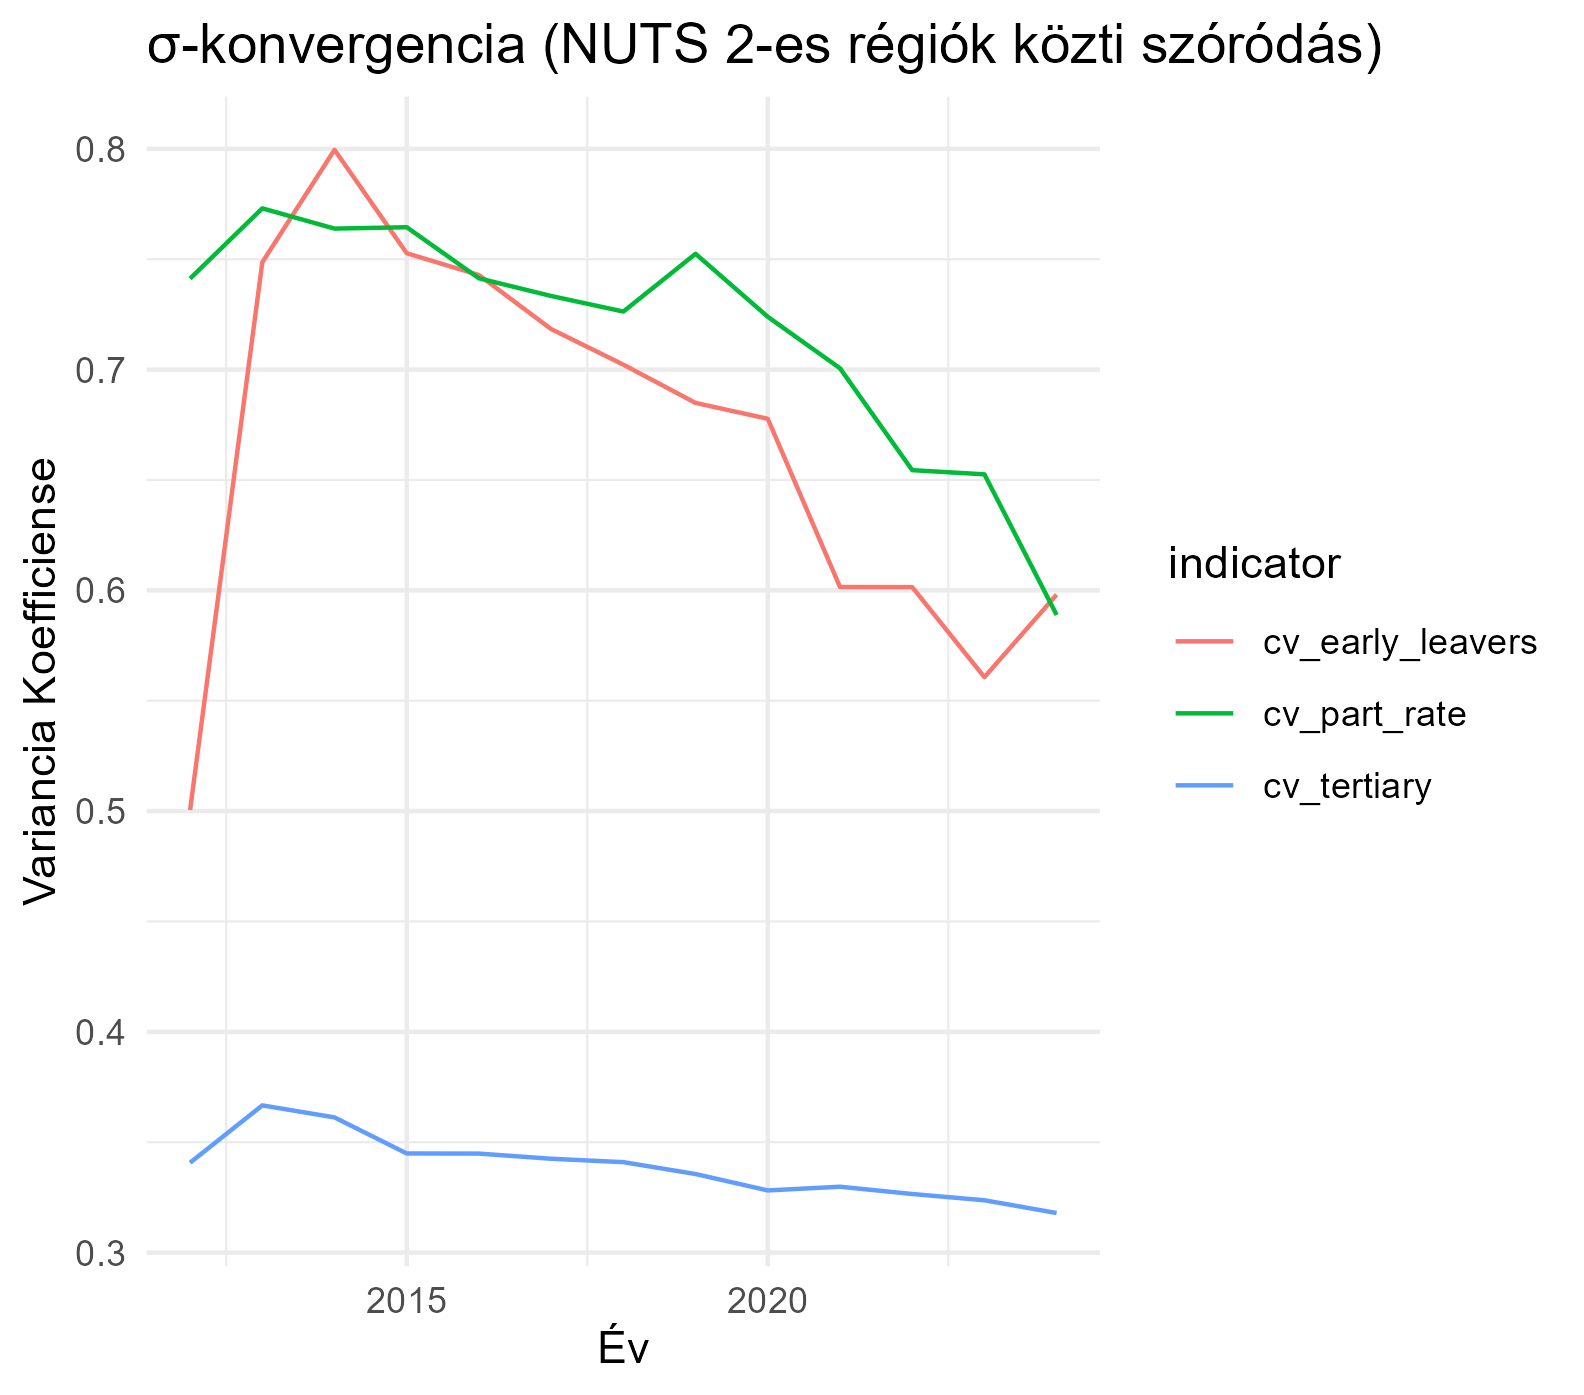 σ-konvergencia (NUTS 2-es régiók közti szóródás)
0.8
0.7
0.6
0.5
0.4
0.3
Variancia Koefficiense
2015
2020
Év
indicator
cv_early_leavers
cv_part_rate
cv_tertiary